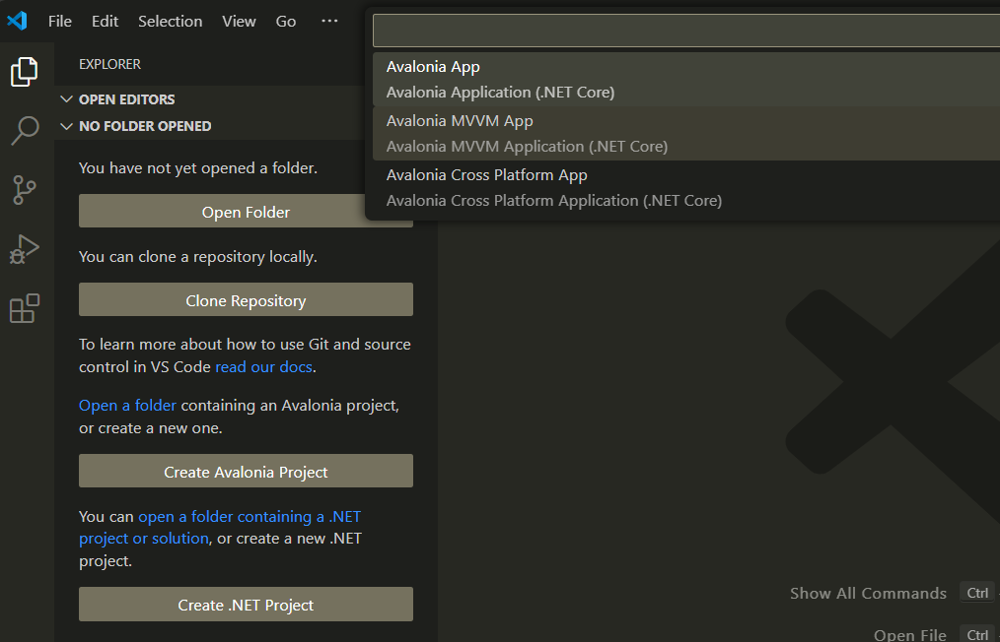 File Edit Selection View Go ···
EXPLORER
OPEN EDITORS
NO FOLDER OPENED
You have not yet opened a folder.
Open Folder
You can clone a repository locally.
Clone Repository
To learn more about how to use Git and source
control in VS Code read our docs.
Open a folder containing an Avalonia project,
or create a new one.
Create Avalonia Project
You can open a folder containing a .NET
project or solution, or create a new .NET
project.
Create .NET Project
Avalonia App
Avalonia Application (.NET Core)
Avalonia MVVM App
Avalonia MVVM Application (.NET Core)
Avalonia Cross Platform App
Avalonia Cross Platform Application (.NET Core)
Show All Commands Ctrl
Open File Ctrl